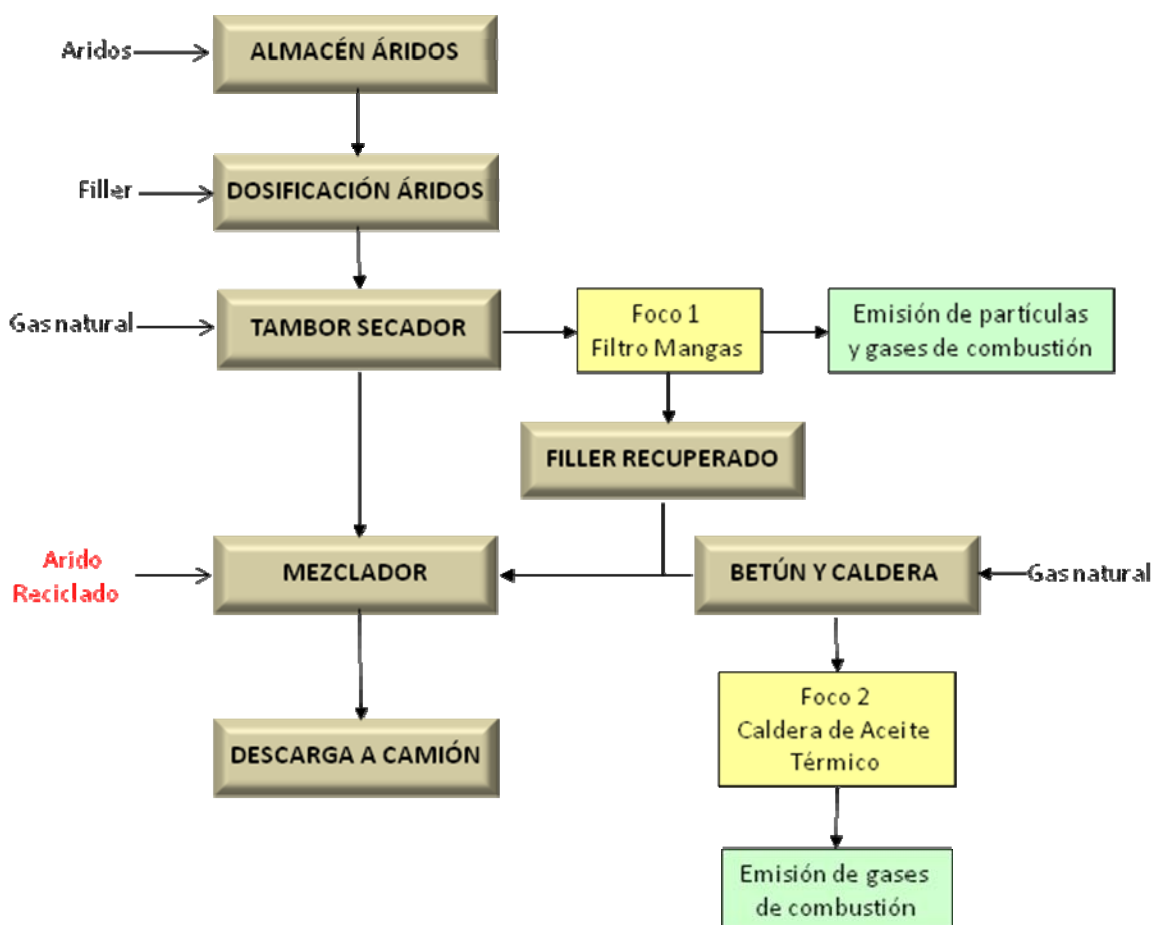 Aridos
ALMACÉN ÁRIDOS
Filler
DOSIFICACIÓN ÁRIDOS
Gas natural
TAMBOR SECADOR
Foco 1
Filtro Mangas
Emisión de partículas
y gases de combustión
FILLER RECUPERADO
Arido
Reciclado
MEZCLADOR
BETÚN Y CALDERA
Gas natural
Foco 2
Caldera de Aceite
Térmico
DESCARGA A CAMIÓN
Emisión de gases
de combustión